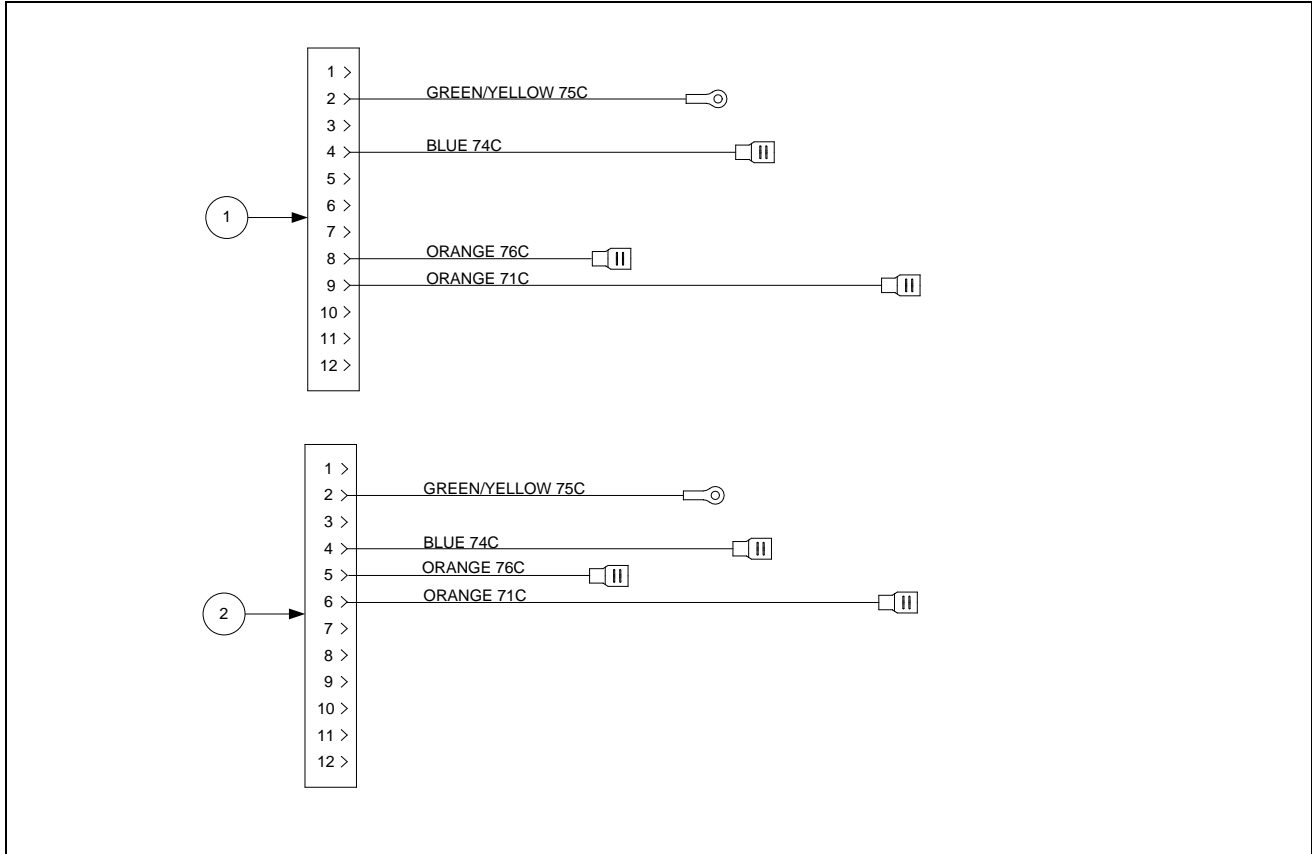 1
2 GREEN/YELLOW 75C
3
4 BLUE 74C
5
6
1
7
8 ORANGE 76C
9 ORANGE 71C
10
11
12
1
2 GREEN/YELLOW 75C
3
4 BLUE 74C
5 ORANGE 76C
6 ORANGE 71C
2
7
8
9
10
11
12